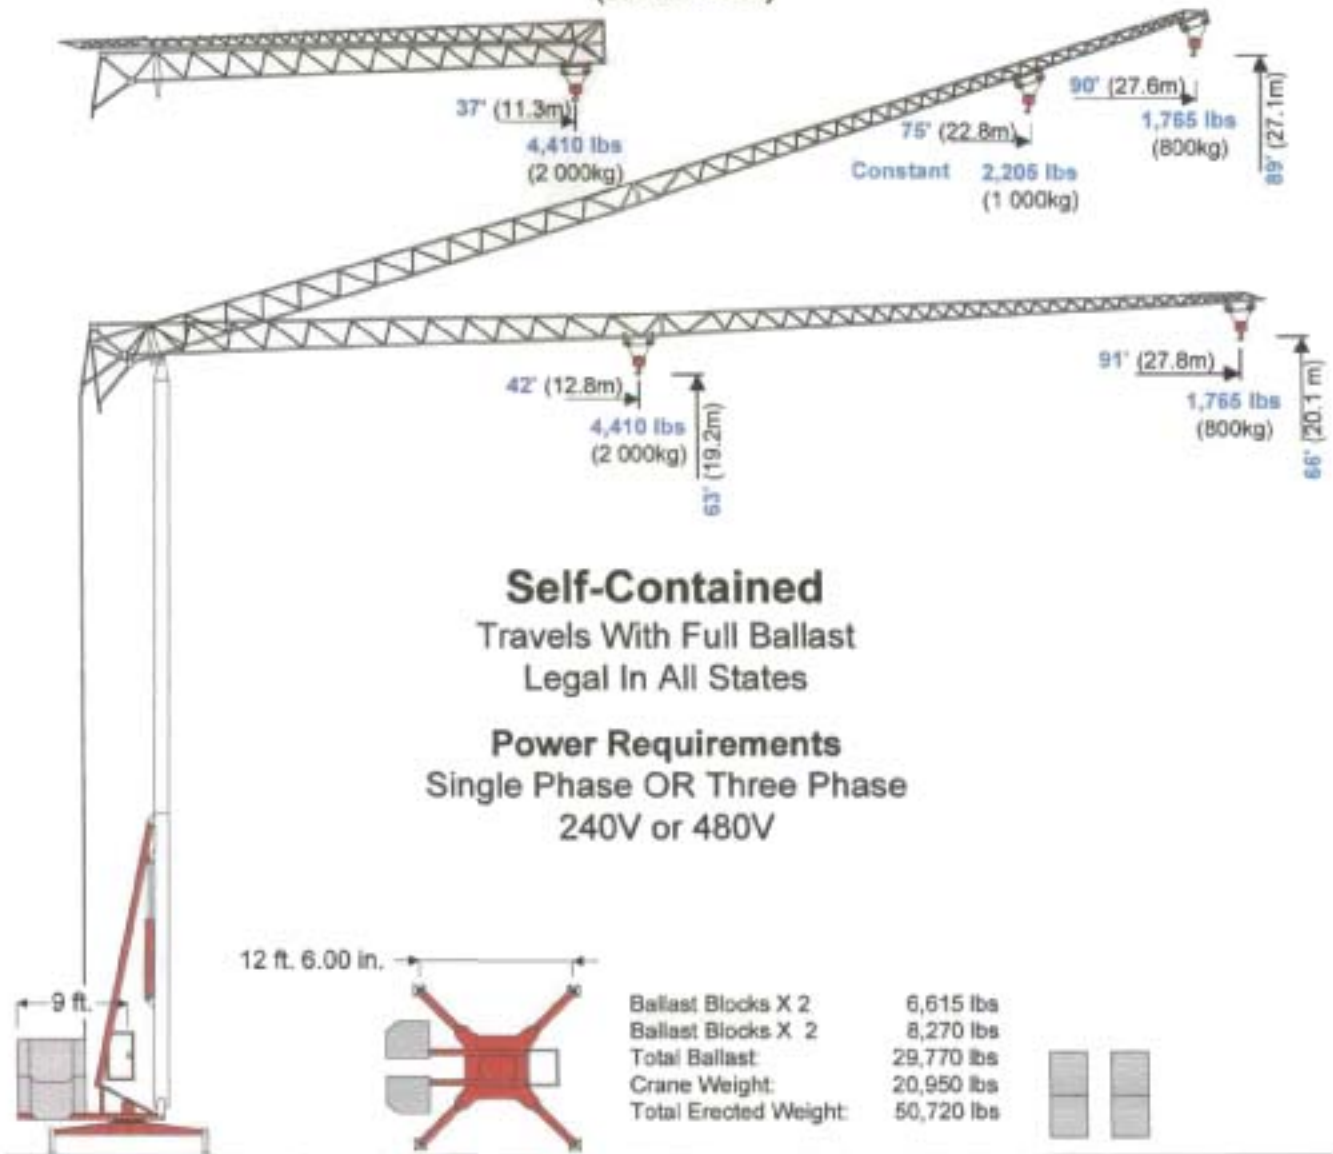 37' (11.3m)
4,410 lbs
(2 000kg)
90' (27.6m)
1,765 lbs
(800kg)
89' (27.1m)
75' (22.8m)
Constant 2,205 lbs
(1 000kg)
42' (12.8m)
4,410 lbs
(2 000kg)
63' (19.2m)
91' (27.8m)
1,765 lbs
(800kg)
66' (20.1 m)
Self-Contained
Travels With Full Ballast
Legal In All States
Power Requirements
Single Phase OR Three Phase
240V or 480V
9 ft.
12 ft. 6.00 in.
Ballast Blocks X 2 6,615 lbs
Ballast Blocks X 2 8,270 lbs
Total Ballast: 29,770 lbs
Crane Weight: 20,950 lbs
Total Erected Weight: 50,720 lbs